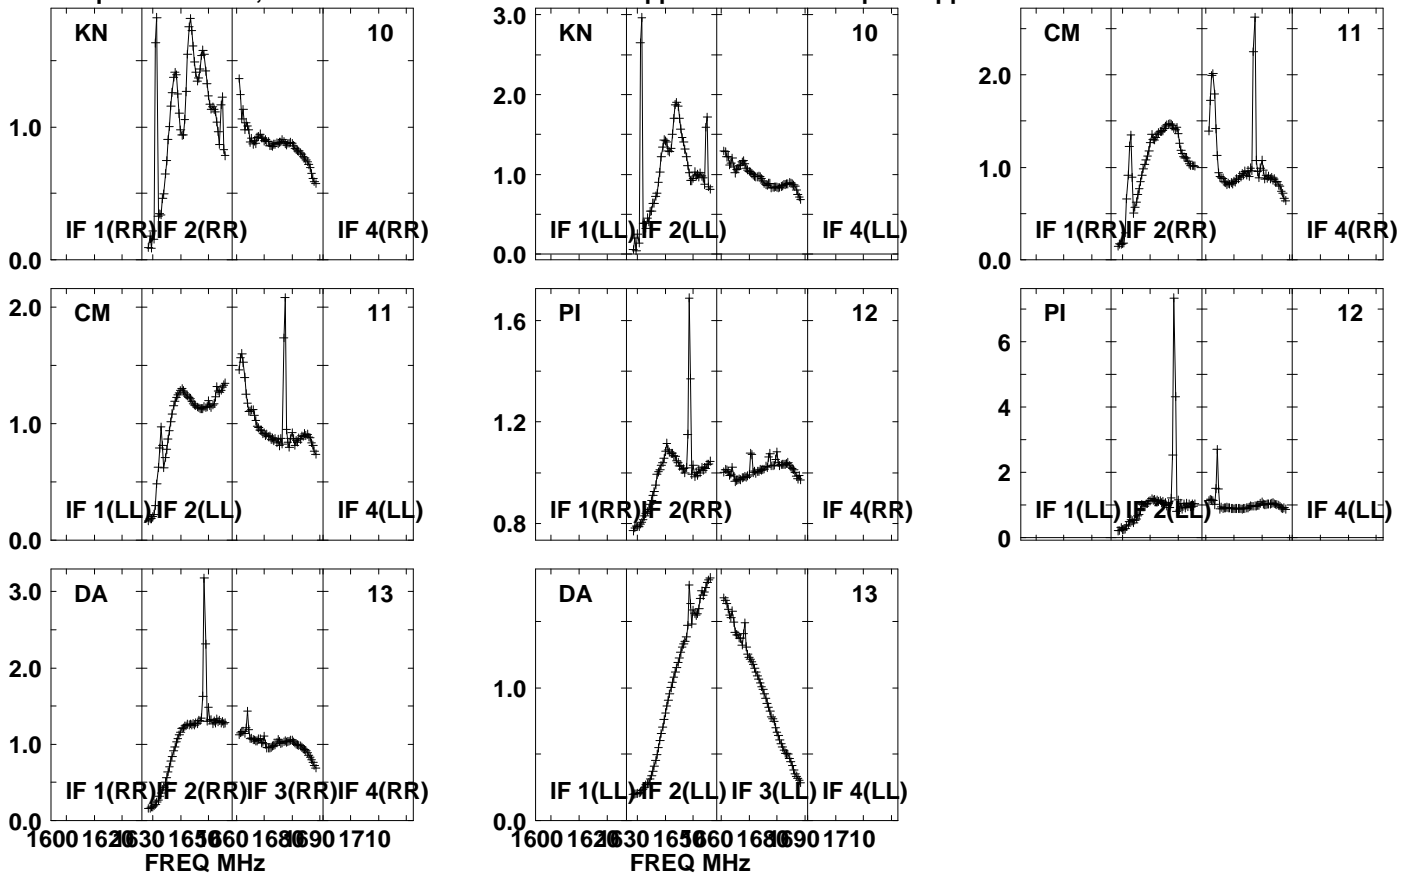 KN 10
1.0
0.0
IF 1(RR) IF 2(RR) IF 4(RR)
KN 10
3.0
2.0
1.0
0.0
IF 1(LL) IF 2(LL) IF 4(LL)
CM 11
2.0
1.0
0.0
IF 1(RR) IF 2(RR) IF 4(RR)
CM 11
2.0
1.0
0.0
IF 1(LL) IF 2(LL) IF 4(LL)
PI 12
1.6
1.2
1.0
0.8
IF 1(RR) IF 2(RR) IF 4(RR)
PI 12
6
4
2
0
IF 1(LL) IF 2(LL) IF 4(LL)
DA 13
3.0
2.0
1.0
0.0
IF 1(RR) IF 2(RR) IF 3(RR) IF 4(RR)
1600 1620 1630 1650 1660 1680 1690 1710
FREQ MHz
DA 13
1.0
0.0
IF 1(LL) IF 2(LL) IF 3(LL) IF 4(LL)
1600 1620 1630 1650 1660 1680 1690 1710
FREQ MHz